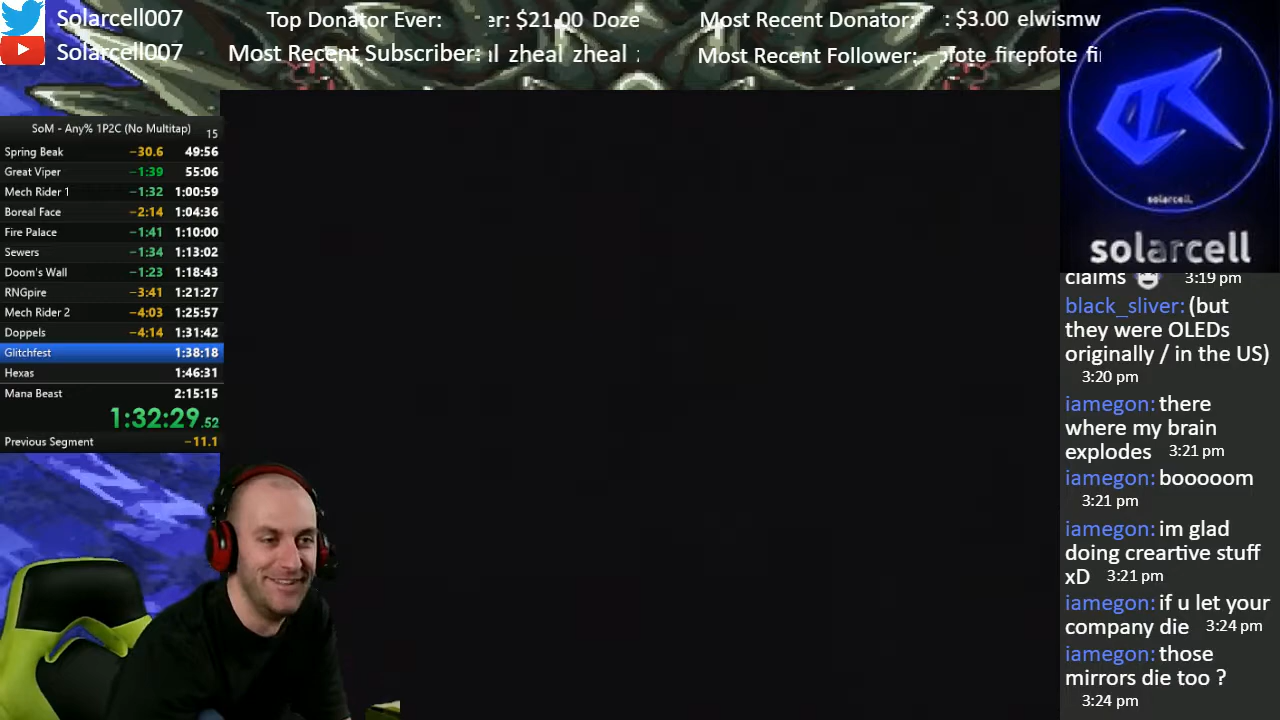 Solarcell007
Top Donator Ever: er: $21.00 Doze
Most Recent Donator: : $3.00 elwismw
Solarcell007
Most Recent Subscriber: zheal zheal
Most Recent Follower: fote firepfote fi
solarcell
solarcell
SoM - Any% 1P2C (No Multitap) 15
Spring Beak −30.6 49:56
Great Viper −1:39 55:06
Mech Rider 1 −1:32 1:00:59
Boreal Face −2:14 1:04:36
Fire Palace −1:41 1:10:00
Sewers −1:34 1:13:02
Doom's Wall −1:23 1:18:43
RNGpire −3:41 1:21:27
Mech Rider 2 −4:03 1:25:57
Doppels −4:14 1:31:42
Glitchfest 1:38:18
Hexas 1:46:31
Mana Beast 2:15:15
1:32:29.52
Previous Segment −11.1
claims 3:19 pm
black_sliver: (but
they were OLEDs
originally / in the US)
3:20 pm
iamegon: there
where my brain
explodes 3:21 pm
iamegon: booooom
3:21 pm
iamegon: im glad
doing creartive stuff
xD 3:21 pm
iamegon: if u let your
company die 3:24 pm
iamegon: those
mirrors die too ?
3:24 pm